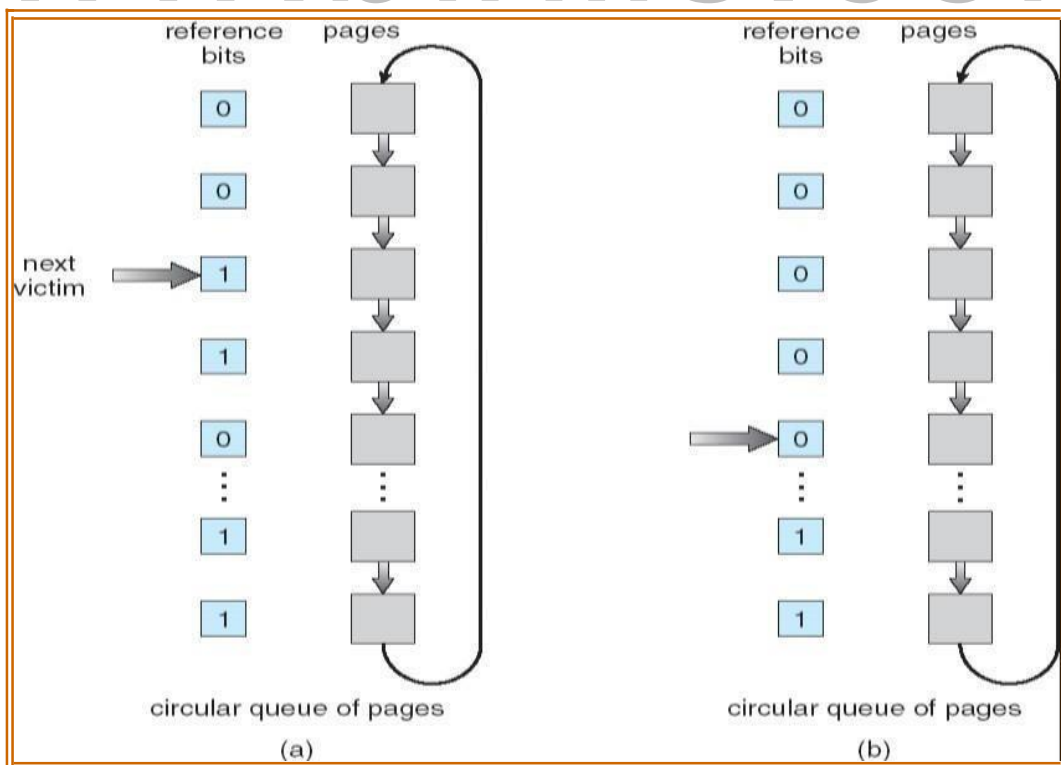 reference pages
bits
0
0
next
victim
1
1
0
1
1
circular queue of pages
(a)
reference pages
bits
0
0
0
0
0
1
1
circular queue of pages
(b)